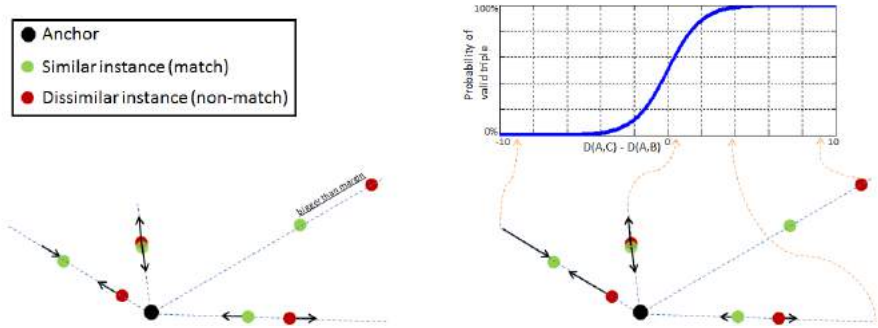 Anchor
Similar instance (match)
Dissimilar instance (non-match)
bigger than margin
Probability of
valid triple
100%
0%
-10
0
10
D(A,C) - D(A,B)